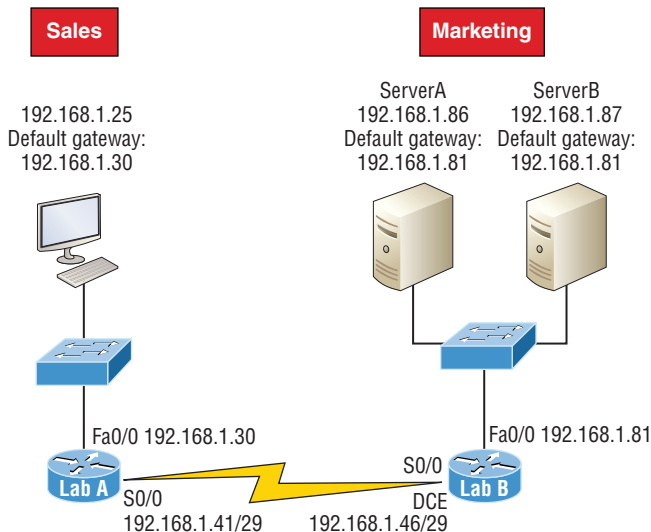 Sales
Marketing
192.168.1.25
Default gateway:
192.168.1.30
ServerA
192.168.1.86
Default gateway:
192.168.1.81
ServerB
192.168.1.87
Default gateway:
192.168.1.81
Fa0/0 192.168.1.30
Fa0/0 192.168.1.81
Lab A
S0/0
192.168.1.41/29
S0/0
DCE
192.168.1.46/29
Lab B